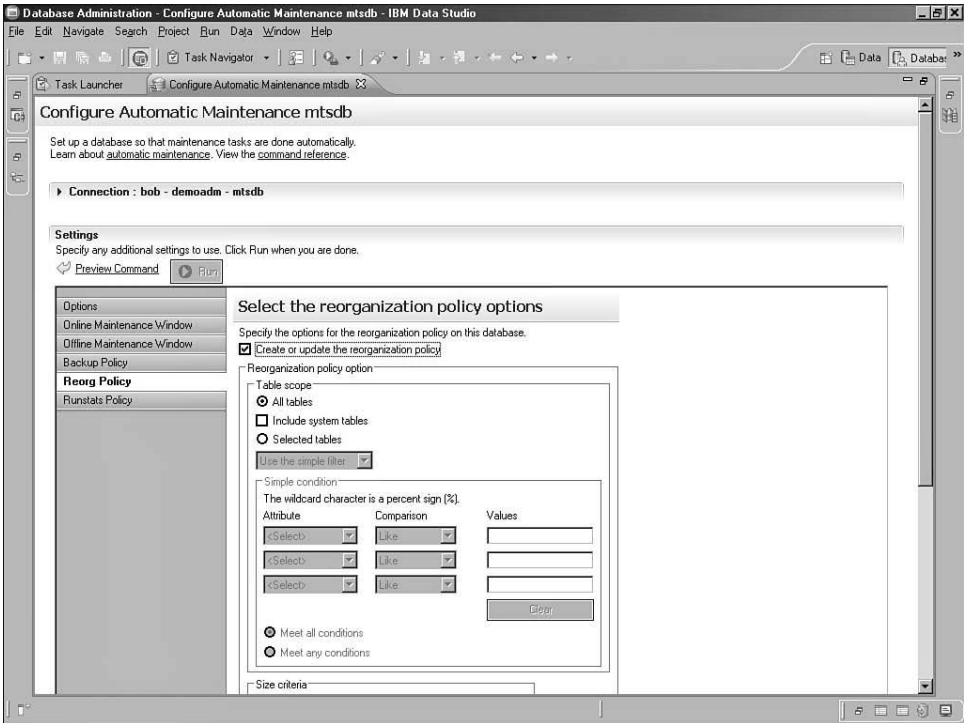 Database Administration - Configure Automatic Maintenance mtsdb - IBM Data Studio
File Edit Navigate Search Project Run Data Window Help
Task Navigator
Data
Databas
Task Launcher
Configure Automatic Maintenance mtsdb
Configure Automatic Maintenance mtsdb
Set up a database so that maintenance tasks are done automatically.
Learn about automatic maintenance. View the command reference.
Connection : bob - demoadm - mtsdb
Settings
Specify any additional settings to use. Click Run when you are done.
Preview Command
Run
Options
Online Maintenance Window
Offline Maintenance Window
Backup Policy
Reorg Policy
Runstats Policy
Select the reorganization policy options
Specify the options for the reorganization policy on this database.
Create or update the reorganization policy
Reorganization policy option
Table scope
All tables
Include system tables
Selected tables
Use the simple filter
Simple condition
The wildcard character is a percent sign (%).
Attribute Comparison Values
<Select> Like
<Select> Like
<Select> Like
Clear
Meet all conditions
Meet any conditions
Size criteria